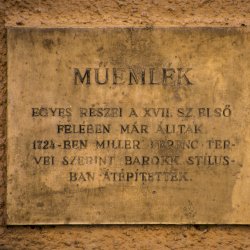 MŰEMLÉK
EGYES RÉSZEI A XVII. SZ. ELSŐ
FELÉBEN MÁR ÁLLTAK.
1724-BEN MILLER FERENC TER-
VEI SZERINT BAROKK STÍLUS-
BAN ÁTÉPÍTETTÉK.